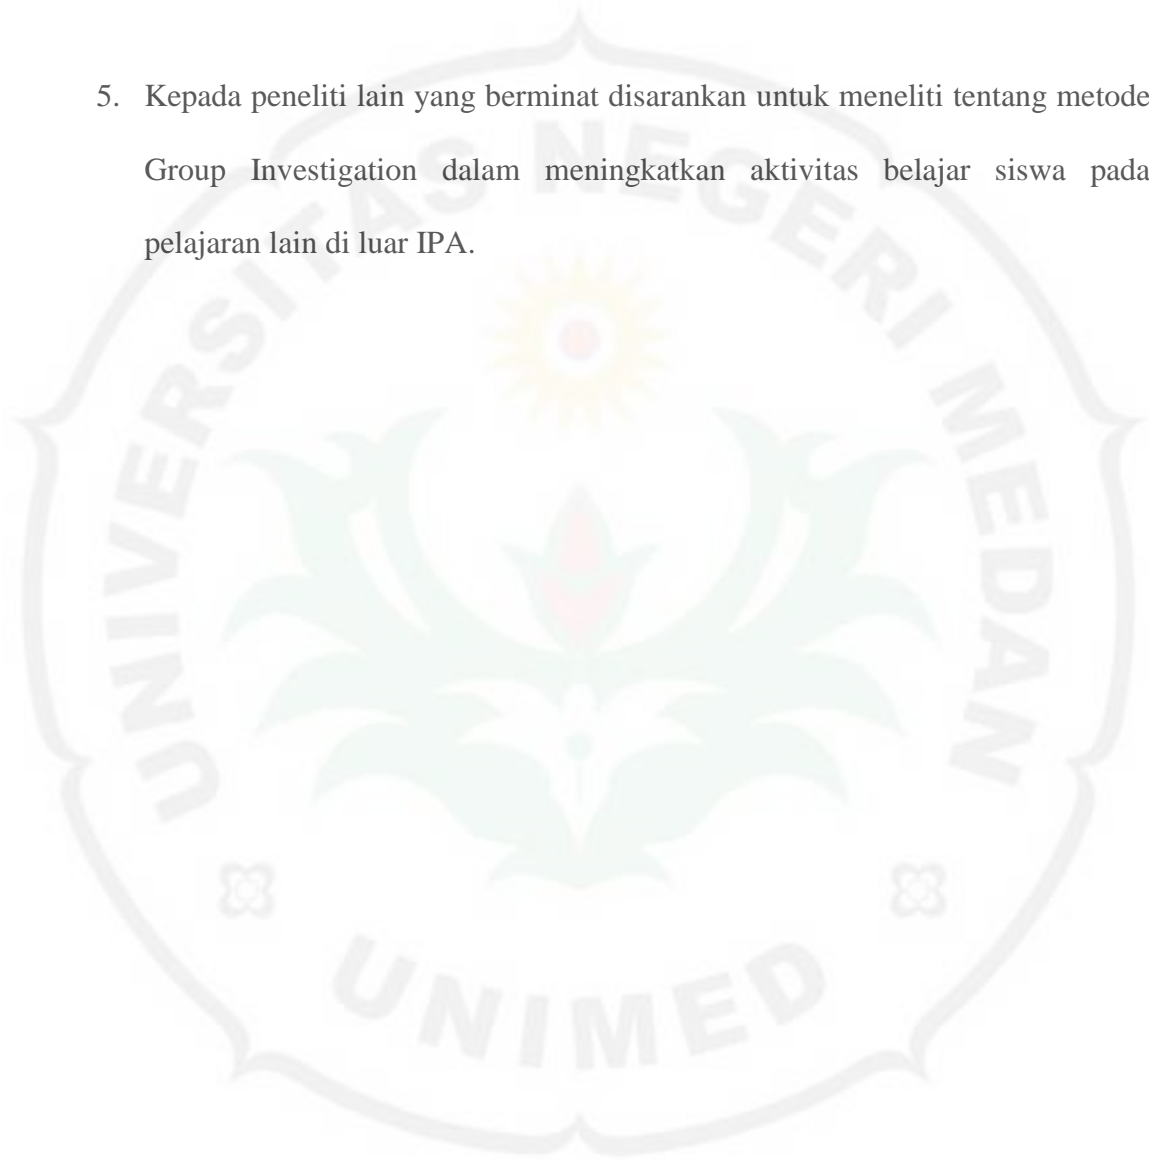 5. Kepada peneliti lain yang berminat disarankan untuk meneliti tentang metode
Group Investigation dalam meningkatkan aktivitas belajar siswa pada
pelajaran lain di luar IPA.
UNIVERSITAS NEGERI MEDAN
UNIMED